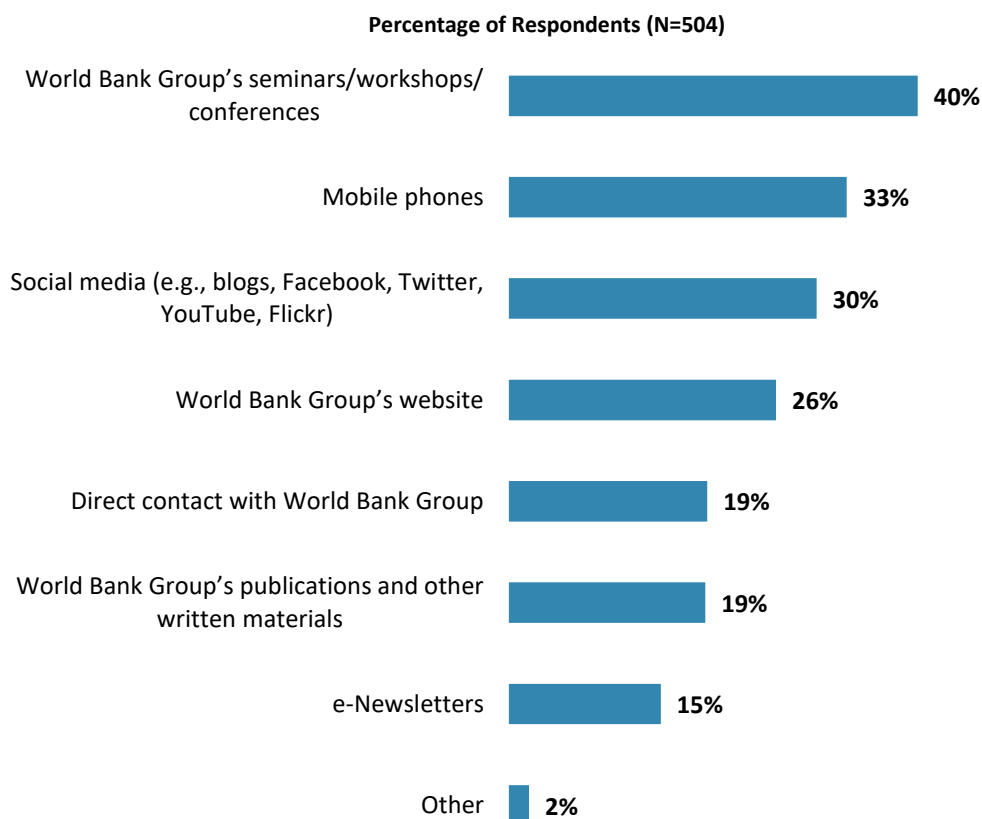 Percentage of Respondents (N=504)
World Bank Group’s seminars/workshops/
conferences
40%
Mobile phones
33%
Social media (e.g., blogs, Facebook, Twitter,
YouTube, Flickr)
30%
World Bank Group’s website
26%
Direct contact with World Bank Group
19%
World Bank Group’s publications and other
written materials
19%
e-Newsletters
15%
Other
2%